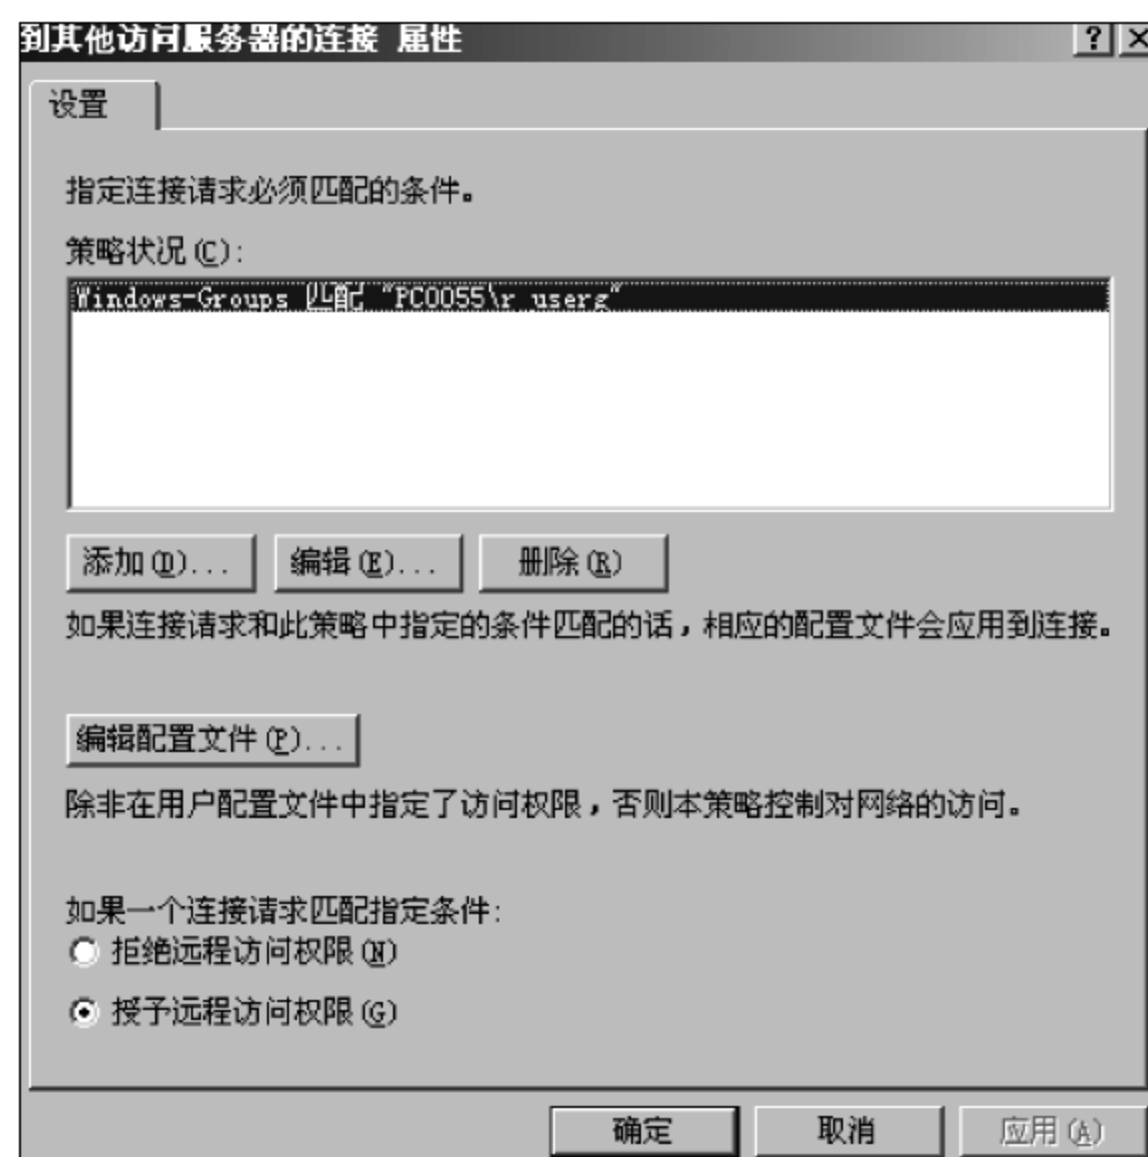 到其他访问服务器的连接 属性
设置
指定连接请求必须匹配的条件。
策略状况(C):
Windows-Groups 匹配 “PC0055\r_userg”
添加(D)... 编辑(E)... 删除(R)
如果连接请求和此策略中指定的条件匹配的话，相应的配置文件会应用到连接。
编辑配置文件(P)...
除非在用户配置文件中指定了访问权限，否则本策略控制对网络的访问。
如果一个连接请求匹配指定条件:
拒绝远程访问权限(N)
授予远程访问权限(G)
确定 取消 应用(A)